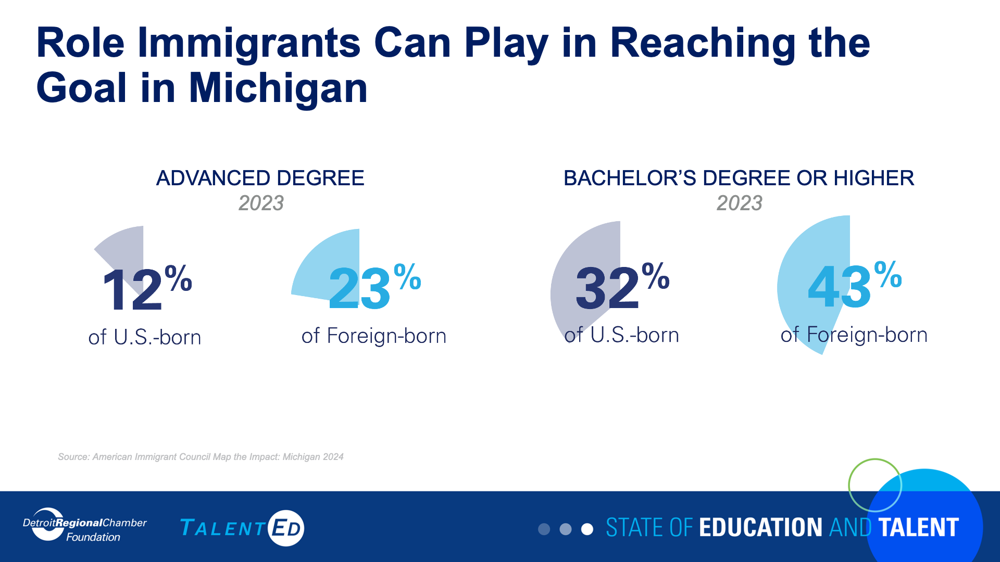 Role Immigrants Can Play in Reaching the
Goal in Michigan
ADVANCED DEGREE
2023
12%
of U.S.-born
23%
of Foreign-born
BACHELOR’S DEGREE OR HIGHER
2023
32%
of U.S.-born
43%
of Foreign-born
Source: American Immigrant Council Map the Impact: Michigan 2024
DetroitRegionalChamber
Foundation
TALENTED
STATE OF EDUCATION AND TALENT